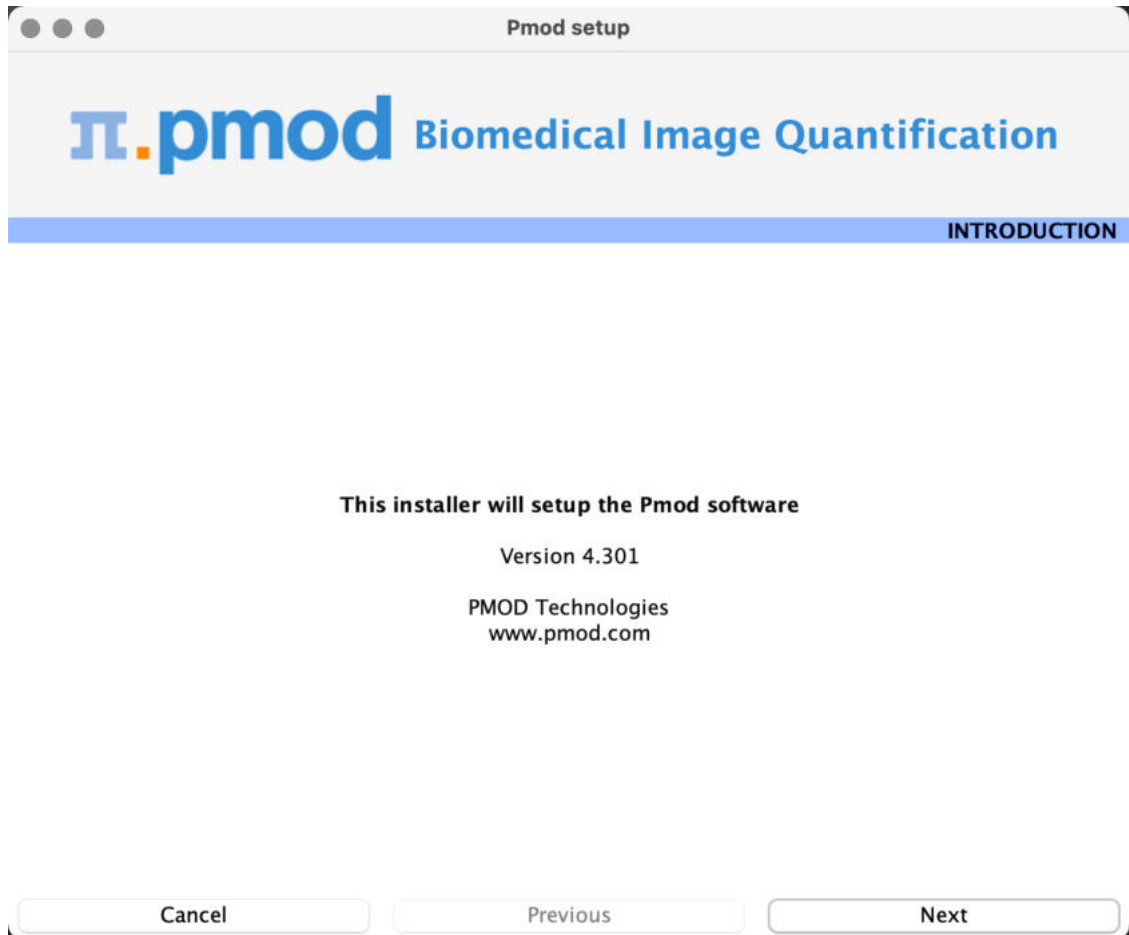 Pmod setup
π.pmod Biomedical Image Quantification
INTRODUCTION
This installer will setup the Pmod software
Version 4.301
PMOD Technologies
www.pmod.com
Cancel Previous Next